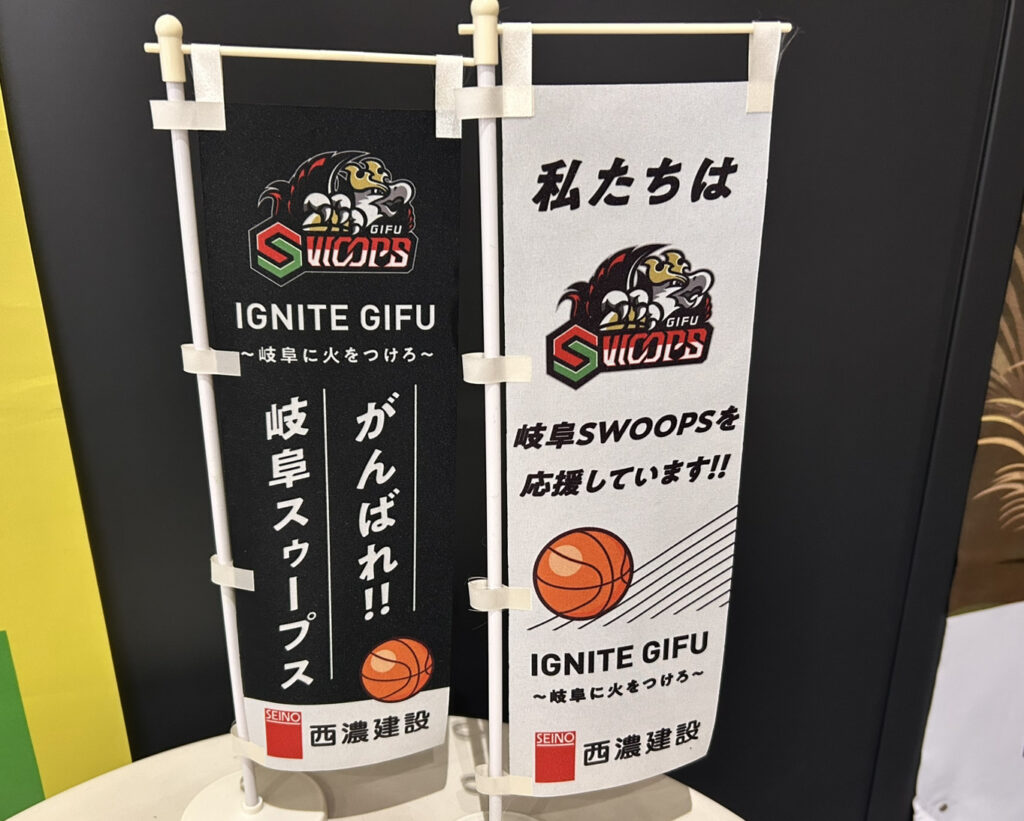 GIFU
SWOOPS
IGNITE GIFU
～岐阜に火をつけろ～
がんばれ!!
岐阜スゥープス
SEINO
西濃建設
私たちは
GIFU
SWOOPS
岐阜SWOOPSを
応援しています!!
IGNITE GIFU
～岐阜に火をつけろ～
SEINO
西濃建設